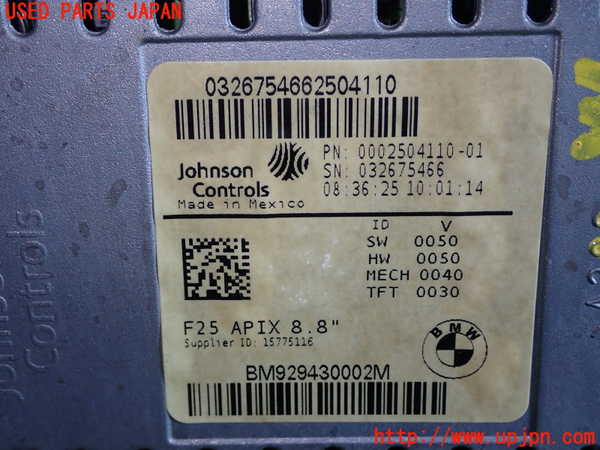 USED PARTS JAPAN
0326754662504110
PN: 0002504110-01
SN: 032675466
08:36:25 10:01:14
Johnson
Controls
Made in Mexico
ID V
SW 0050
HW 0050
MECH 0040
TFT 0030
F25 APIX 8.8"
Supplier ID: 15775116
BMW
BM929430002M
Controls
http://www.upjpn.com/